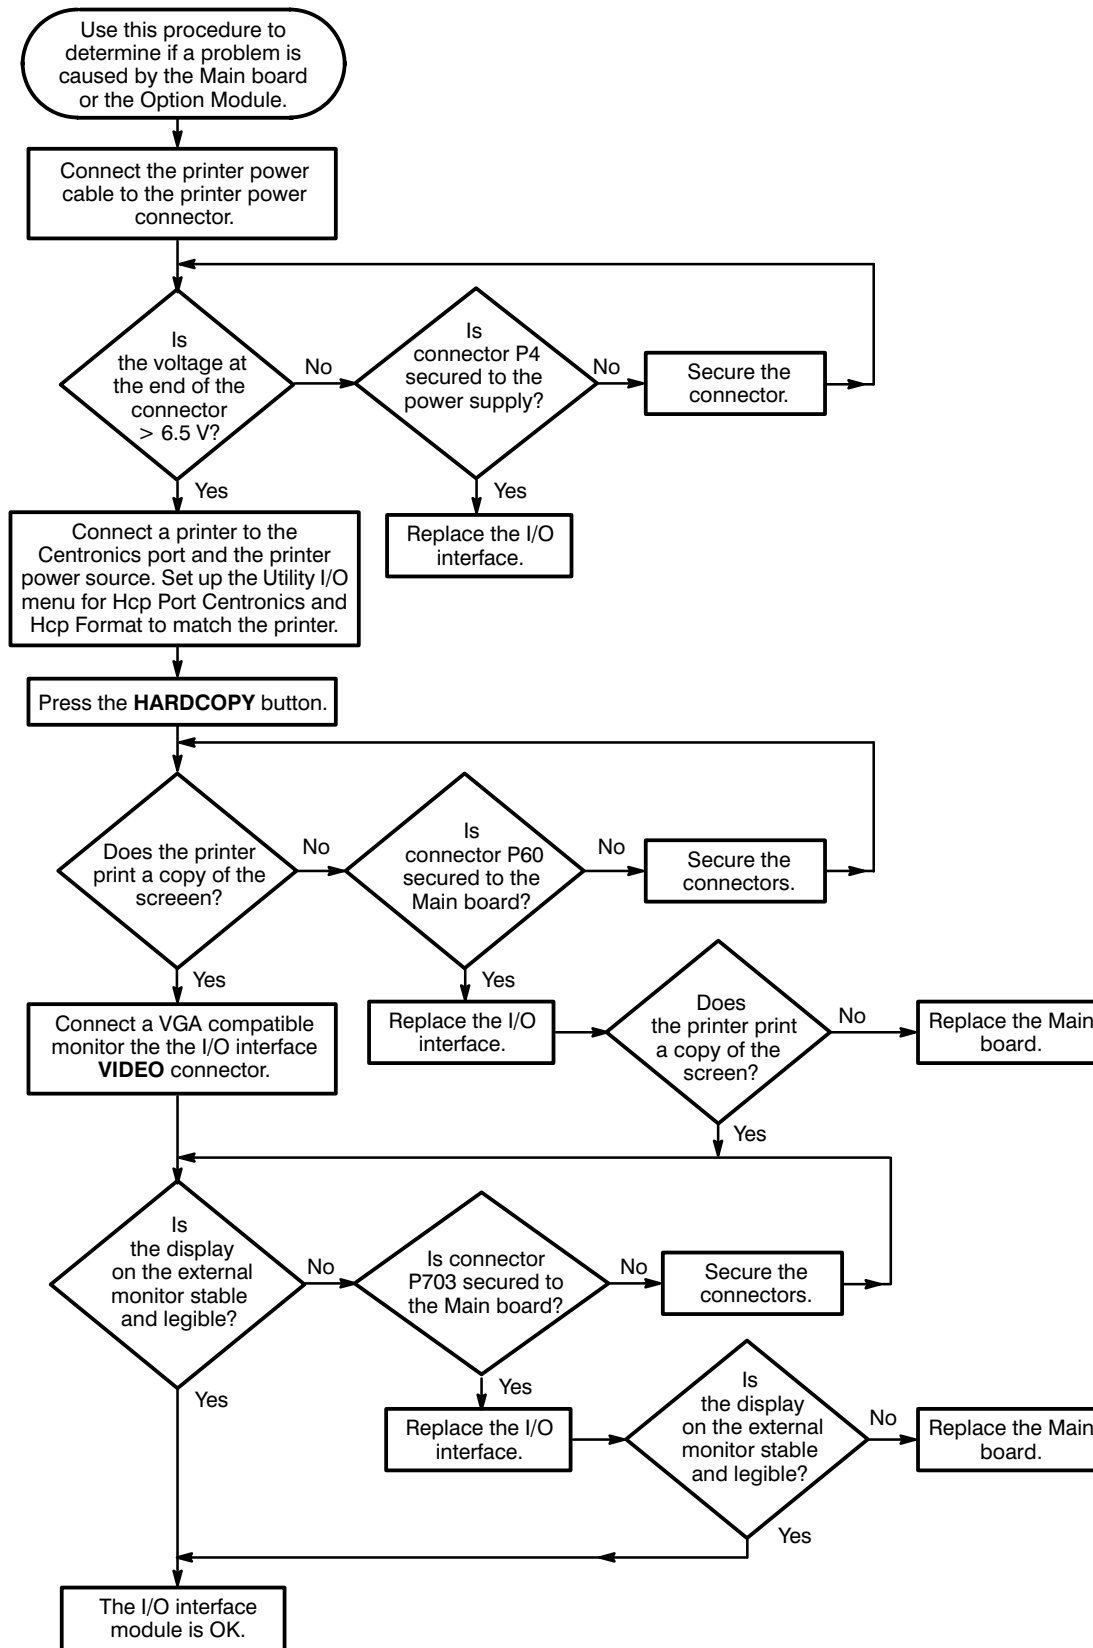 Use this procedure to
determine if a problem is
caused by the Main board
or the Option Module.
Connect the printer power
cable to the printer power
connector.
Is
the voltage at
the end of the
connector
> 6.5 V?
No
Is
connector P4
secured to the
power supply?
No
Secure the
connector.
Yes
Yes
Connect a printer to the
Centronics port and the printer
power source. Set up the Utility I/O
menu for Hcp Port Centronics and
Hcp Format to match the printer.
Replace the I/O
interface.
Press the HARDCOPY button.
Does the printer
print a copy of the
screeen?
No
Is
connector P60
secured to the
Main board?
No
Secure the
connectors.
Yes
Yes
Connect a VGA compatible
monitor the the I/O interface
VIDEO connector.
Replace the I/O
interface.
Does
the printer print
a copy of the
screen?
No
Replace the Main
board.
Yes
Is
the display
on the external
monitor stable
and legible?
No
Is connector
P703 secured to
the Main board?
No
Secure the
connectors.
Yes
Yes
Replace the I/O
interface.
Is
the display
on the external
monitor stable
and legible?
No
Replace the Main
board.
Yes
The I/O interface
module is OK.